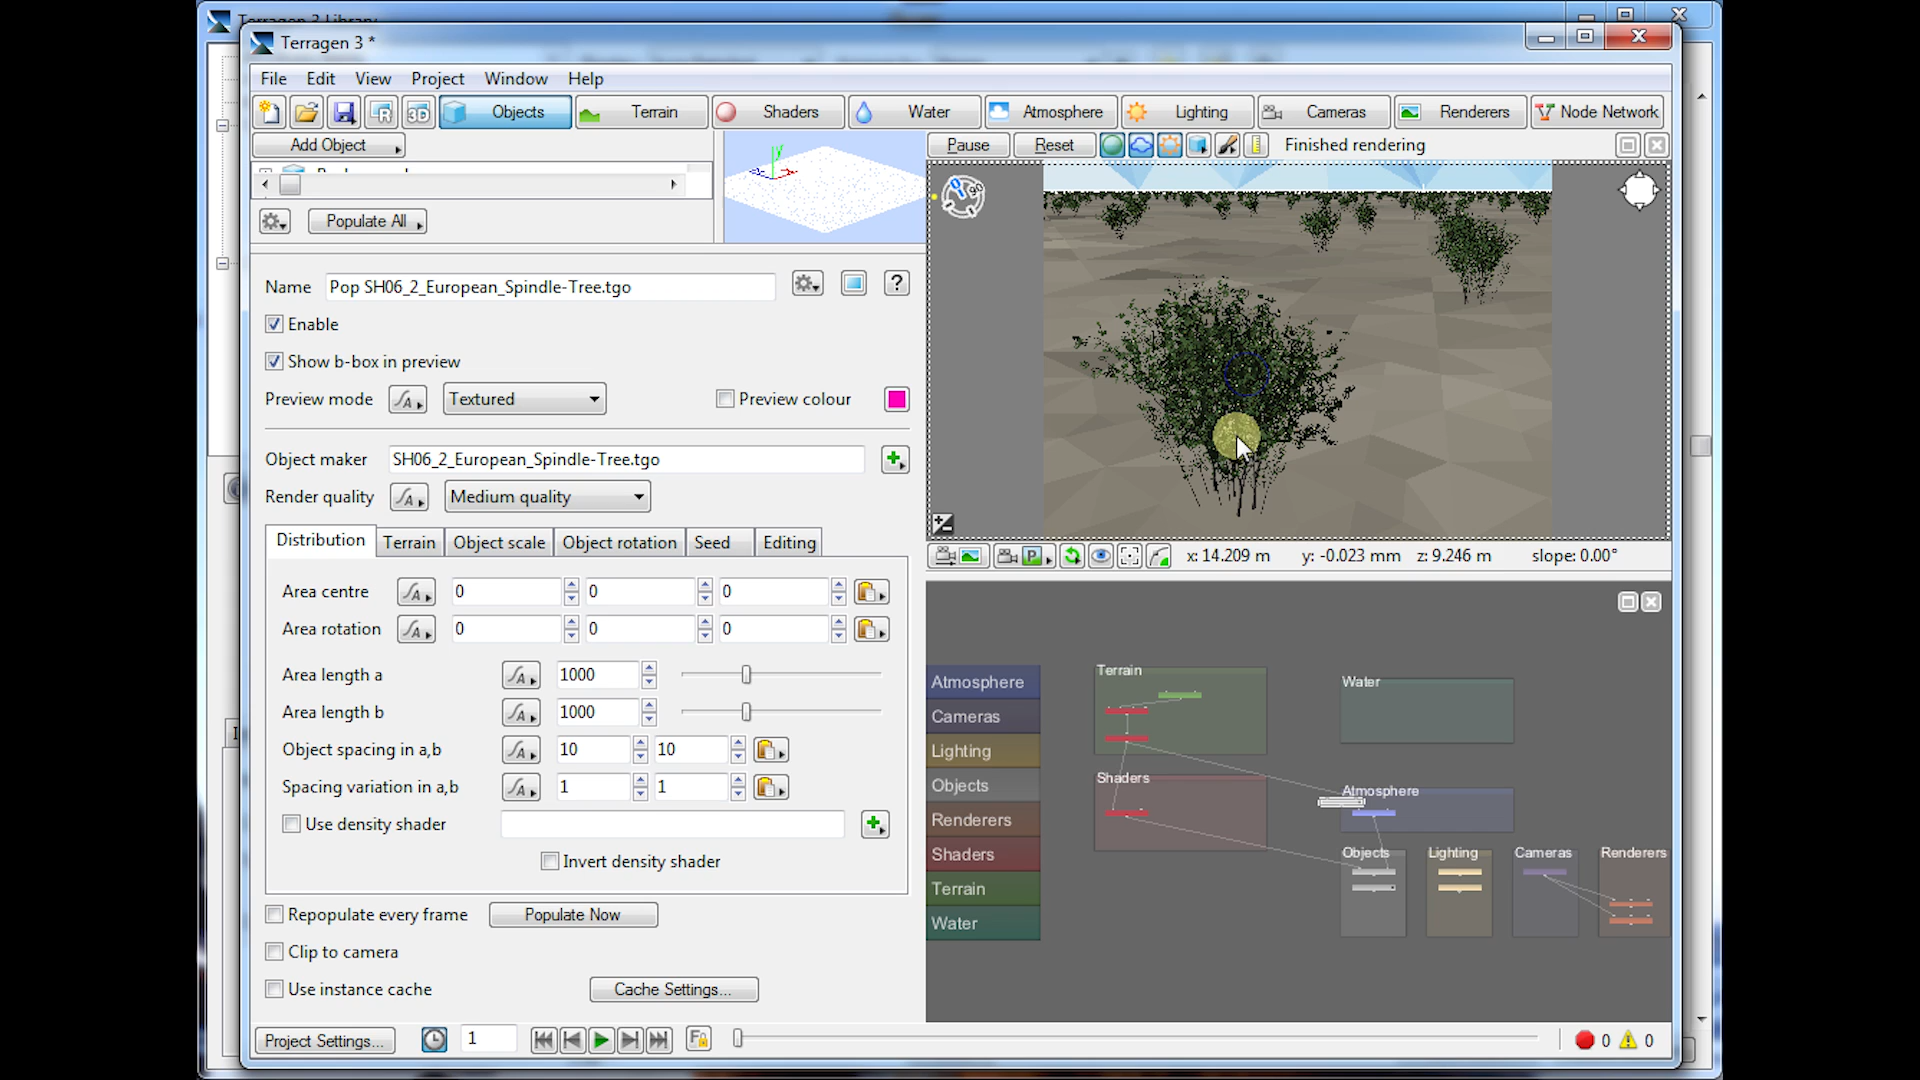 Terragen 3 Library
Terragen 3 *
File Edit View Project Window Help
Objects Terrain Shaders Water Atmosphere Lighting Cameras Renderers Node Network
Add Object
Pause Reset Finished rendering
Populate All
Name Pop SH06_2_European_Spindle-Tree.tgo ?
Enable
Show b-box in preview
Preview mode Textured Preview colour
Object maker SH06_2_European_Spindle-Tree.tgo
Render quality Medium quality
Distribution Terrain Object scale Object rotation Seed Editing
Area centre 0 0 0
Area rotation 0 0 0
Area length a 1000
Area length b 1000
Object spacing in a,b 10 10
Spacing variation in a,b 1 1
Use density shader
Invert density shader
Repopulate every frame Populate Now
Clip to camera
Use instance cache Cache Settings...
Project Settings... 1
x: 14.209 m y: -0.023 mm z: 9.246 m slope: 0.00°
Atmosphere
Cameras
Lighting
Objects
Renderers
Shaders
Terrain
Water
Terrain
Water
Shaders
Atmosphere
Objects Lighting Cameras Renderers
0 0